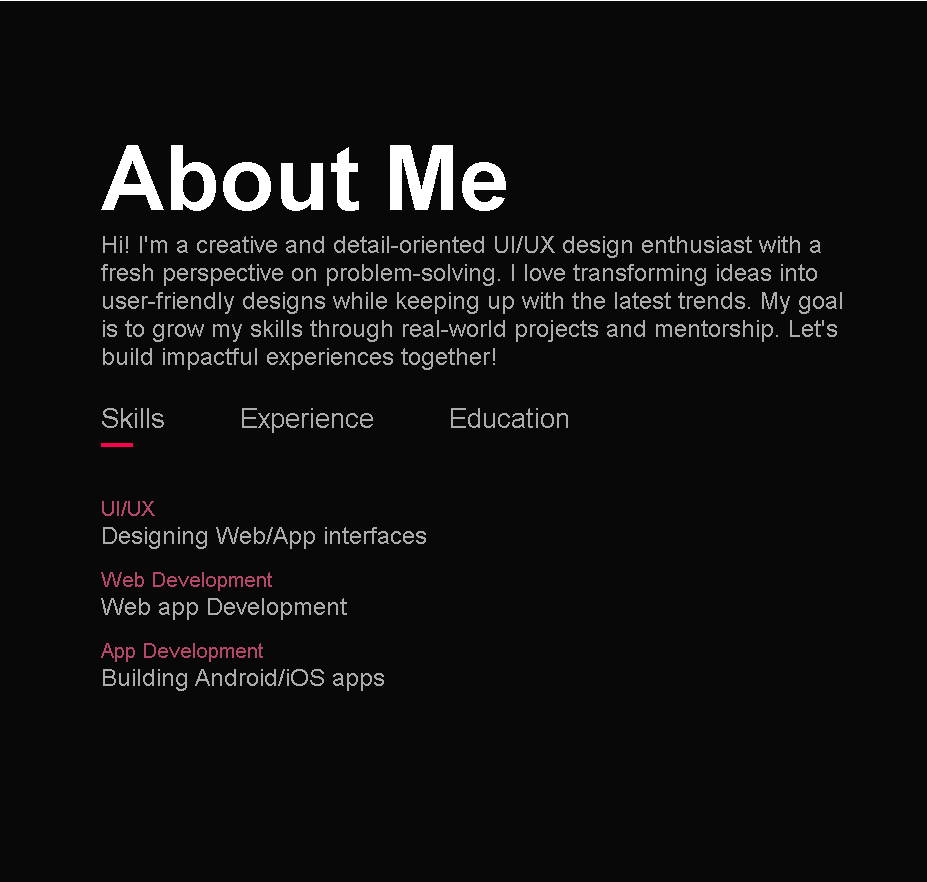 About Me
Hi! I'm a creative and detail-oriented UI/UX design enthusiast with a
fresh perspective on problem-solving. I love transforming ideas into
user-friendly designs while keeping up with the latest trends. My goal
is to grow my skills through real-world projects and mentorship. Let's
build impactful experiences together!
Skills Experience Education
UI/UX
Designing Web/App interfaces
Web Development
Web app Development
App Development
Building Android/iOS apps